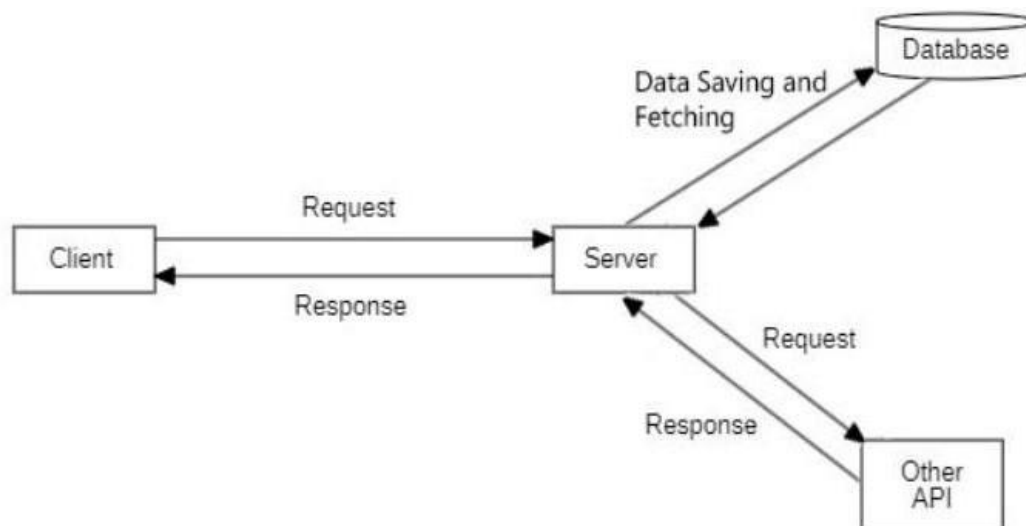 Database
Data Saving and
Fetching
Request
Client
Server
Response
Request
Response
Other
API